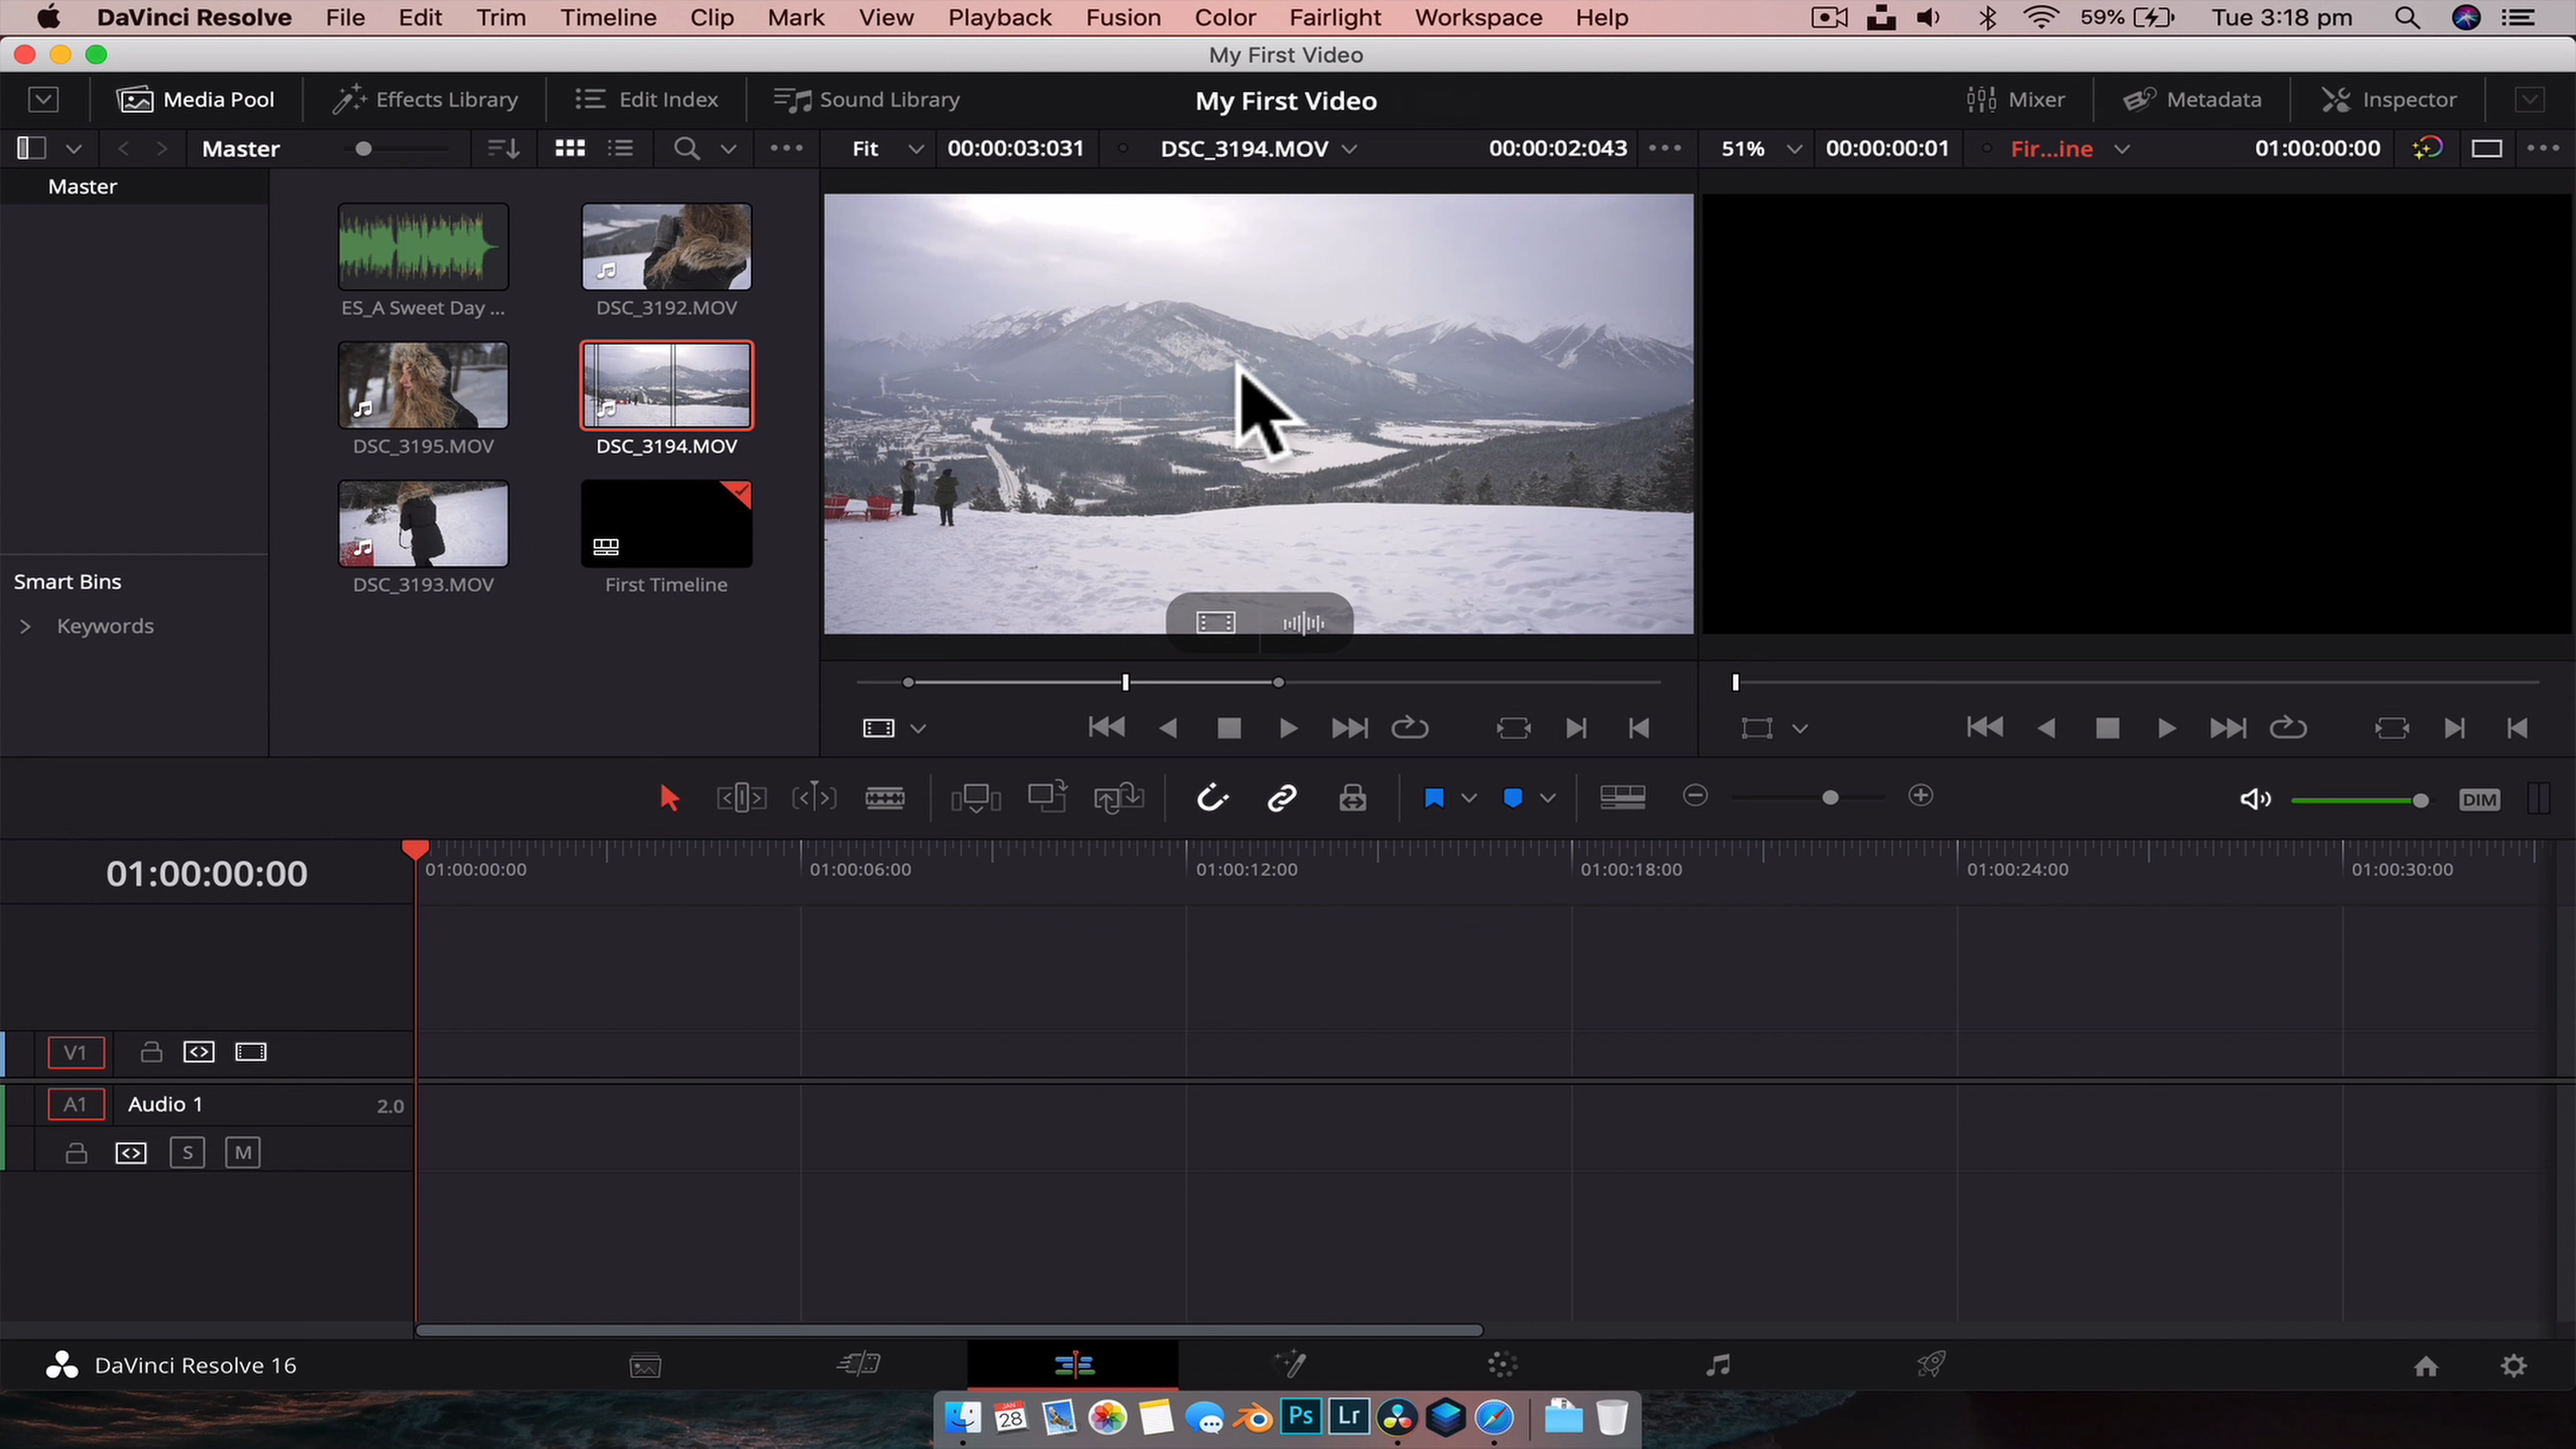 DaVinci Resolve File Edit Trim Timeline Clip Mark View Playback Fusion Color Fairlight Workspace Help 59% Tue 3:18 pm
My First Video
Media Pool Effects Library Edit Index Sound Library My First Video Mixer Metadata Inspector
Master Fit 00:00:03:031 DSC_3194.MOV 00:00:02:043 51% 00:00:00:01 Fir...ine 01:00:00:00
Master
ES_A Sweet Day ... DSC_3192.MOV
DSC_3195.MOV DSC_3194.MOV
DSC_3193.MOV First Timeline
Smart Bins
Keywords
DIM
01:00:00:00 01:00:00:00 01:00:06:00 01:00:12:00 01:00:18:00 01:00:24:00 01:00:30:00
V1
A1 Audio 1 2.0
S M
DaVinci Resolve 16
JAN 28 Ps Lr